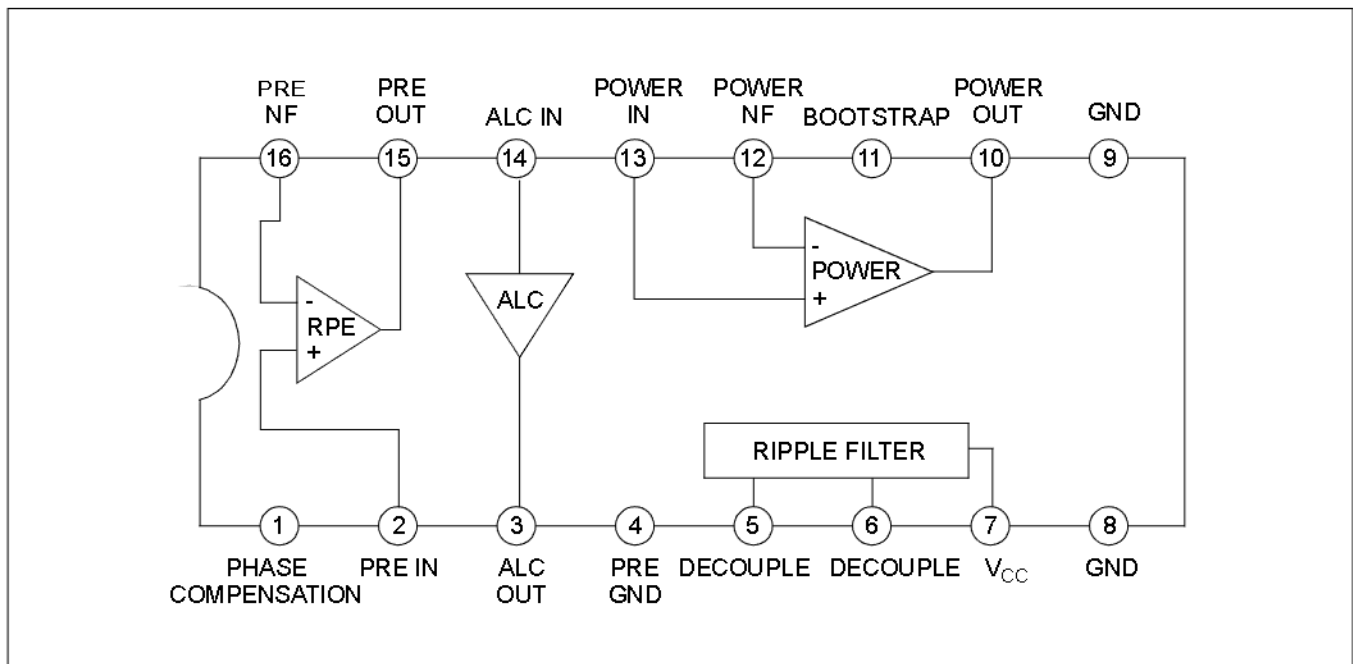 PRE
NF
PRE
OUT
ALC IN
POWER
IN
POWER
NF
BOOTSTRAP
POWER
OUT
GND
16
15
14
13
12
11
10
9
-
RPE
+
ALC
-
POWER
+
RIPPLE FILTER
1
2
3
4
5
6
7
8
PHASE
COMPENSATION
PRE IN
ALC
OUT
PRE
GND
DECOUPLE
DECOUPLE
VCC
GND